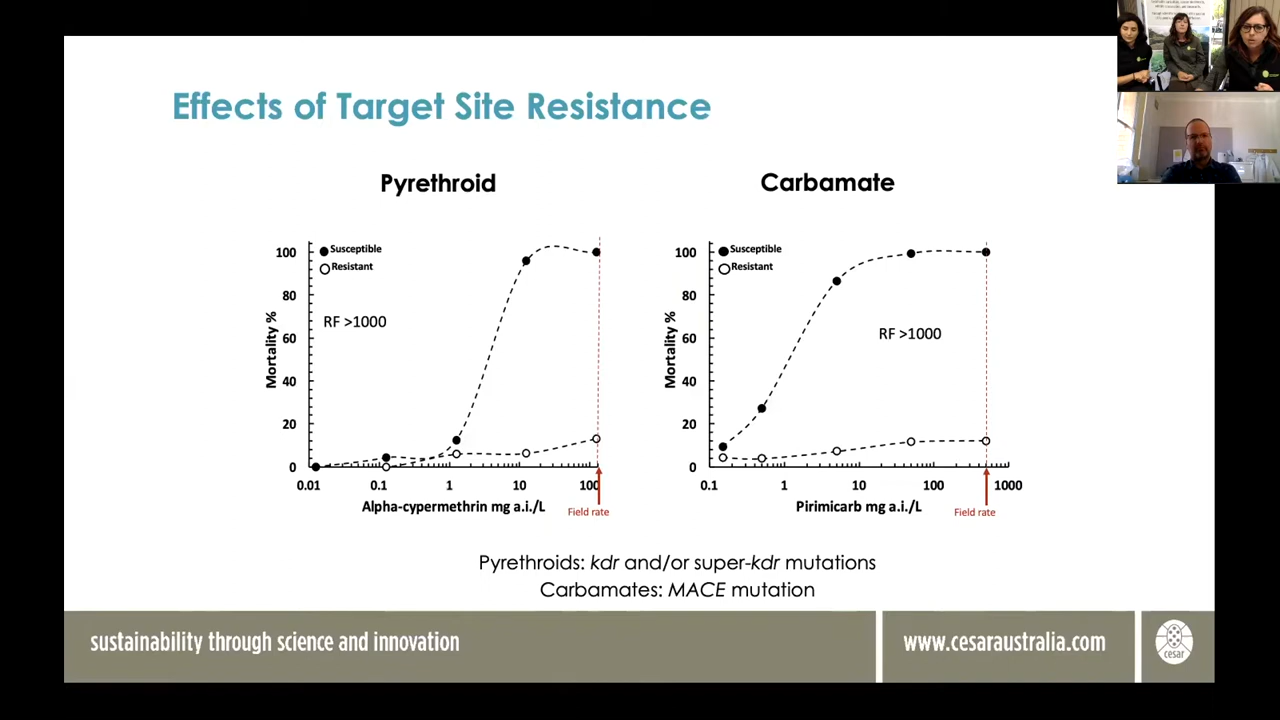 Effects of Target Site Resistance
Pyrethroid
100
80
60
40
20
0
Mortality %
Susceptible
Resistant
RF >1000
0.01
0.1
1
10
100
Alpha-cypermethrin mg a.i./L
Field rate
Carbamate
100
80
60
40
20
0
Mortality %
Susceptible
Resistant
RF >1000
0.1
1
10
100
1000
Pirimicarb mg a.i./L
Field rate
Pyrethroids: kdr and/or super-kdr mutations
Carbamates: MACE mutation
sustainability through science and innovation
www.cesaraustralia.com
cesar